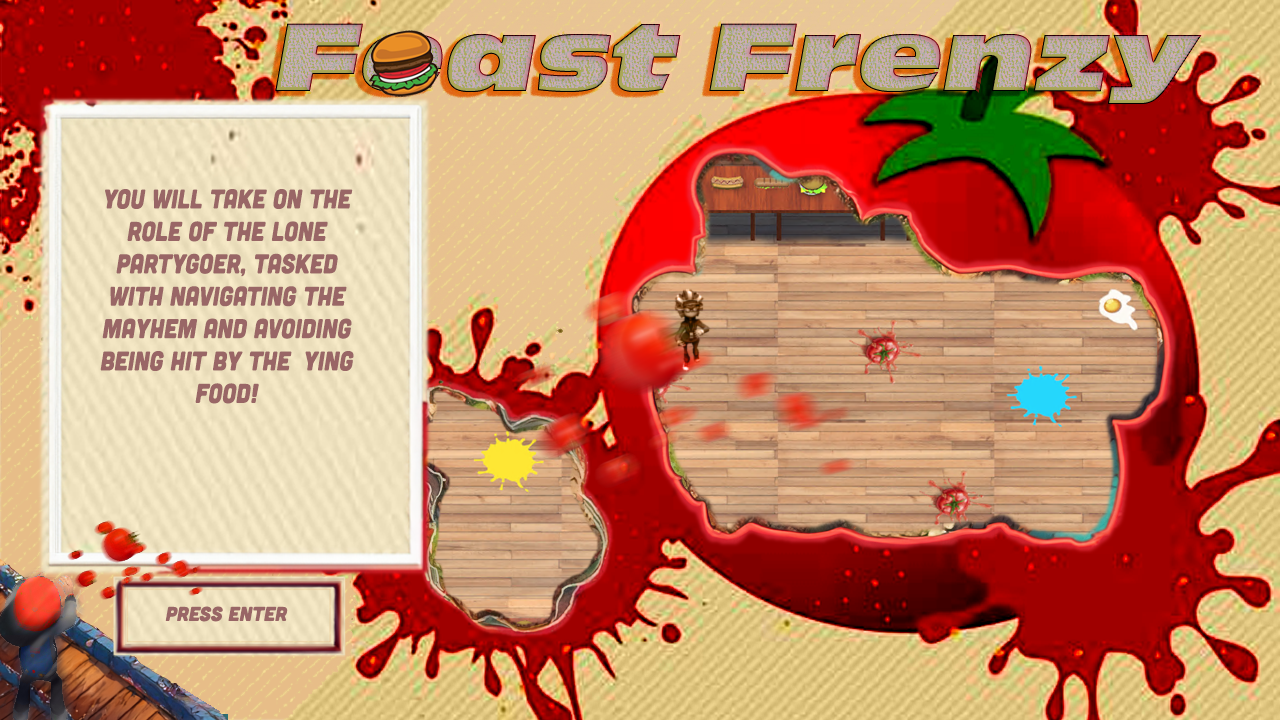 Feast Frenzy
YOU WILL TAKE ON THE
ROLE OF THE LONE
PARTYGOER, TASKED
WITH NAVIGATING THE
MAYHEM AND AVOIDING
BEING HIT BY THE  YING
FOOD!
PRESS ENTER